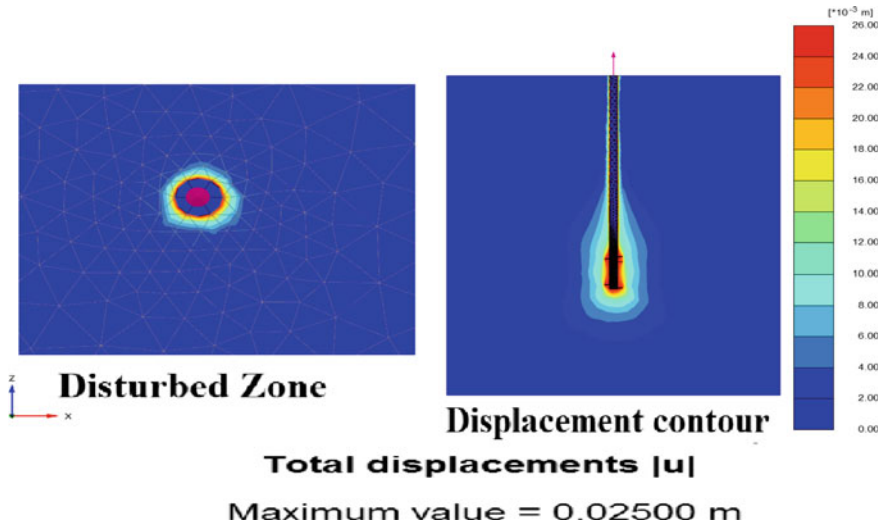 [*10⁻³ m]
26.00
24.00
22.00
20.00
18.00
16.00
14.00
12.00
10.00
8.00
6.00
4.00
2.00
0.00
Z
X
Disturbed Zone
Displacement contour
Total displacements |u|
Maximum value = 0.02500 m